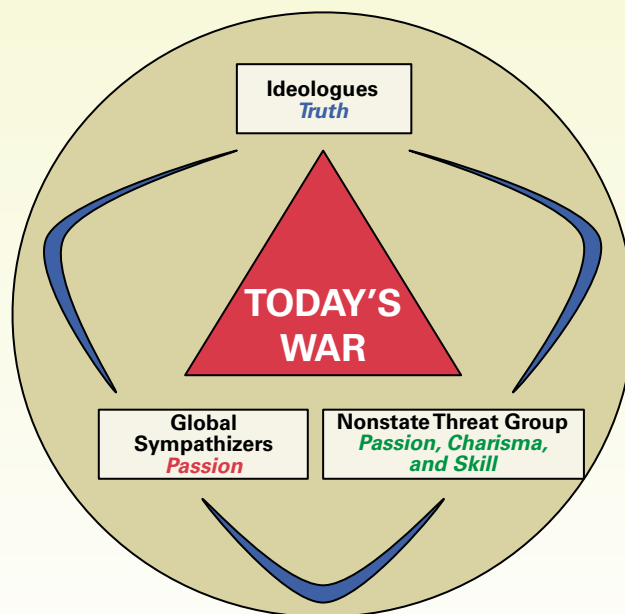 Ideologues
Truth
TODAY'S
WAR
Global
Sympathizers
Passion
Nonstate Threat Group
Passion, Charisma,
and Skill